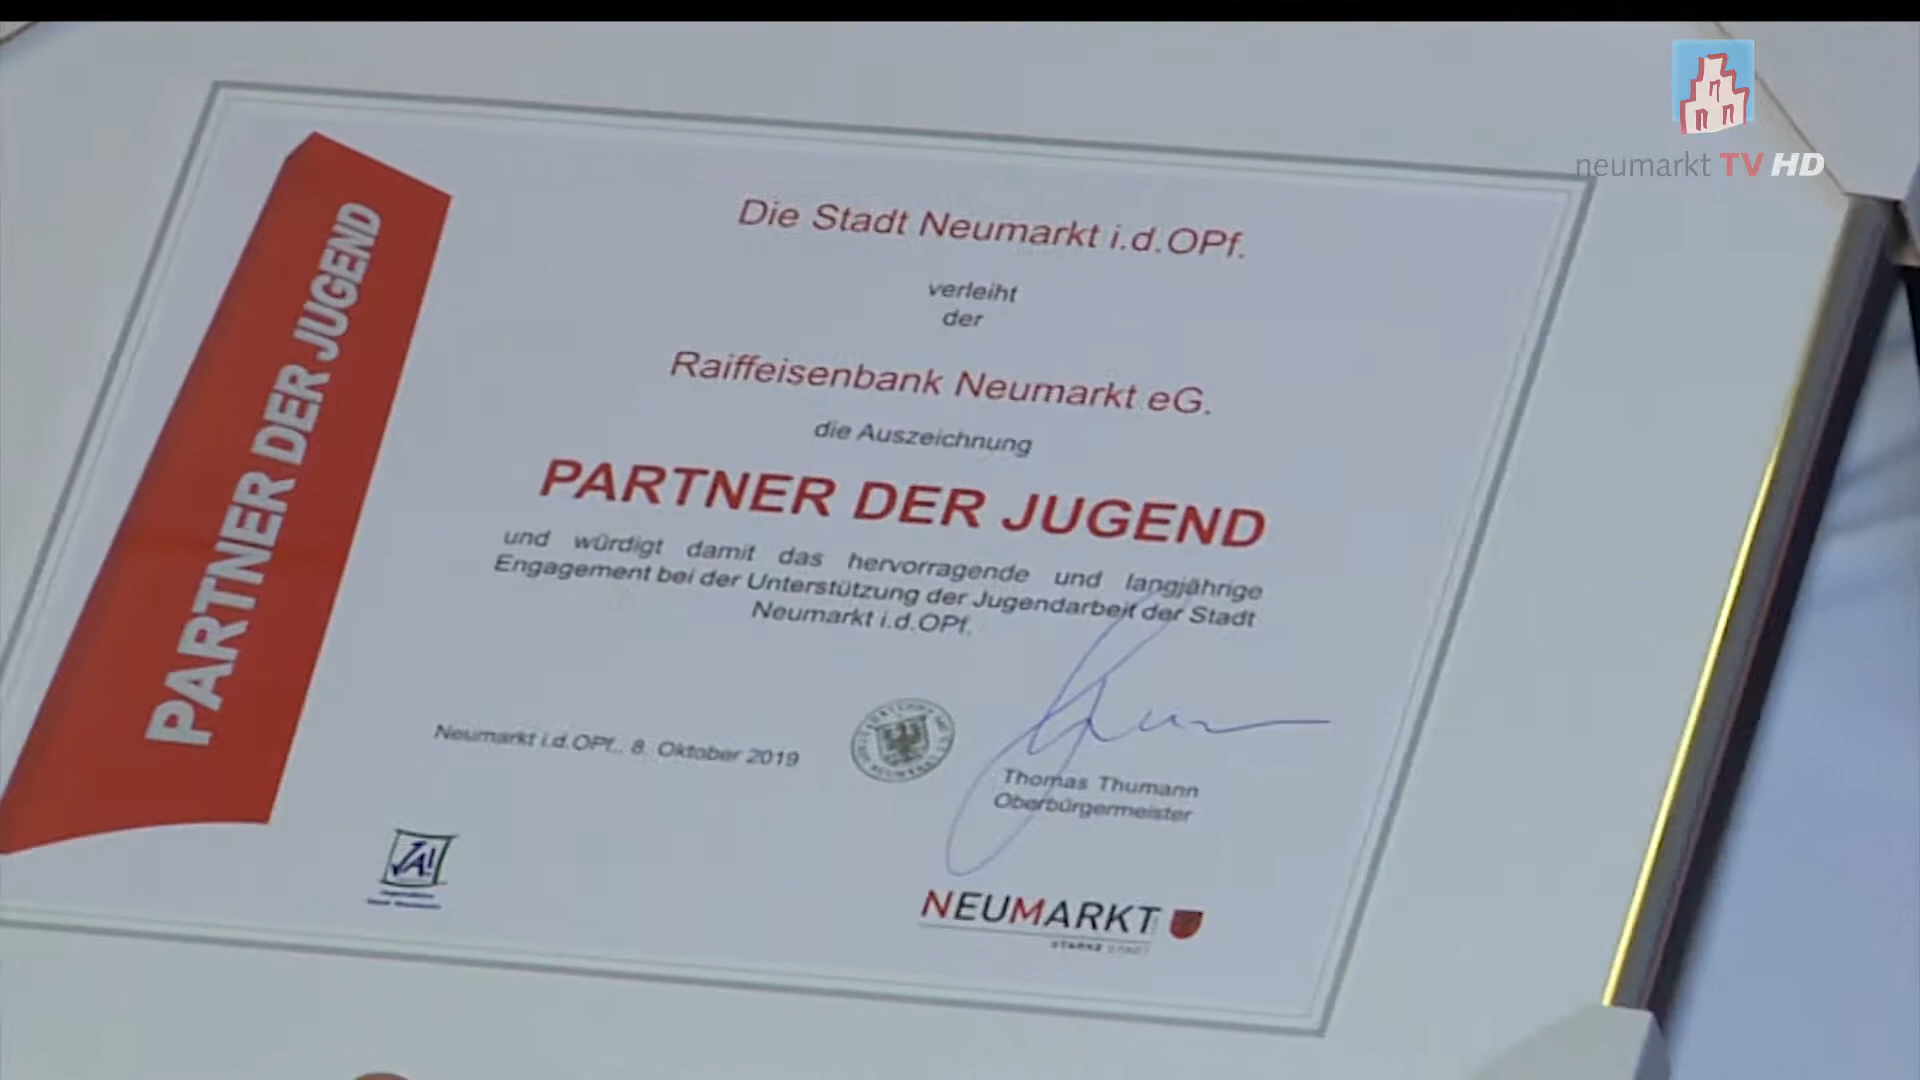 neumarkt TV HD
PARTNER DER JUGEND
Die Stadt Neumarkt i.d.OPf.
verleiht
der
Raiffeisenbank Neumarkt eG.
die Auszeichnung
PARTNER DER JUGEND
und würdigt damit das hervorragende und langjährige
Engagement bei der Unterstützung der Jugendarbeit der Stadt
Neumarkt i.d.OPf.
Neumarkt i.d.OPf., 8. Oktober 2019
Thomas Thumann
Oberbürgermeister
JA!
NEUMARKT
STARKE STADT